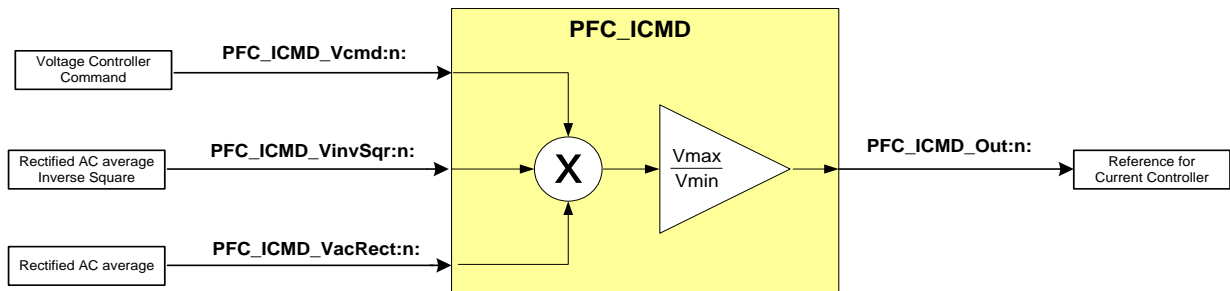 PFC_ICMD
Voltage Controller
Command
PFC_ICMD_Vcmd:n:
Rectified AC average
Inverse Square
PFC_ICMD_VinvSqr:n:
X
Vmax
Vmin
PFC_ICMD_Out:n:
Reference for
Current Controller
Rectified AC average
PFC_ICMD_VacRect:n: